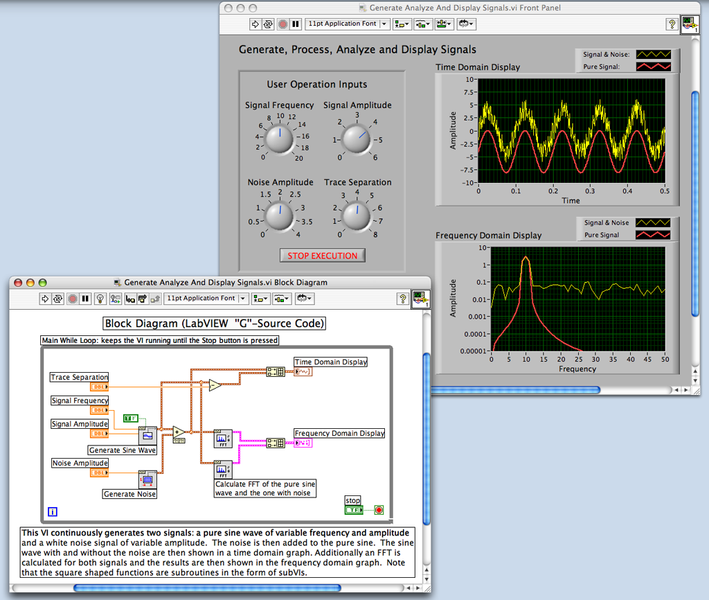 Generate Analyze And Display Signals.vi Front Panel
11pt Application Font
Generate, Process, Analyze and Display Signals
User Operation Inputs
Signal Frequency
0 2 4 6 8 10 12 14 16 18 20
Signal Amplitude
0 1 2 3 4 5 6
Noise Amplitude
0 0.5 1 1.5 2 2.5 3 3.5 4
Trace Separation
0 1 2 3 4 5 6 7 8
STOP EXECUTION
Signal & Noise:
Pure Signal:
Time Domain Display
Amplitude
10
7.5
5
2.5
0
-2.5
-5
-7.5
-10
0 0.1 0.2 0.3 0.4 0.5
Time
Signal & Noise
Pure Signal
Frequency Domain Display
Amplitude
10
1
0.1
0.01
0.001
0.0001
0.00001
0 5 10 15 20 25 30 35 40 45 50
Frequency
Generate Analyze And Display Signals.vi Block Diagram
11pt Application Font
Block Diagram (LabVIEW "G"-Source Code)
Main While Loop: keeps the VI running until the Stop button is pressed
Time Domain Display
Trace Separation
Signal Frequency
Signal Amplitude
T F
Generate Sine Wave
Frequency Domain Display
FFT
Noise Amplitude
FFT
Generate Noise
Calculate FFT of the pure sine
wave and the one with noise
stop
TF
i
This VI continuously generates two signals: a pure sine wave of variable frequency and amplitude
and a white noise signal of variable amplitude. The noise is then added to the pure sine. The sine
wave with and without the noise are then shown in a time domain graph. Additionally an FFT is
calculated for both signals and the results are then shown in the frequency domain graph. Note
that the square shaped functions are subroutines in the form of subVIs.